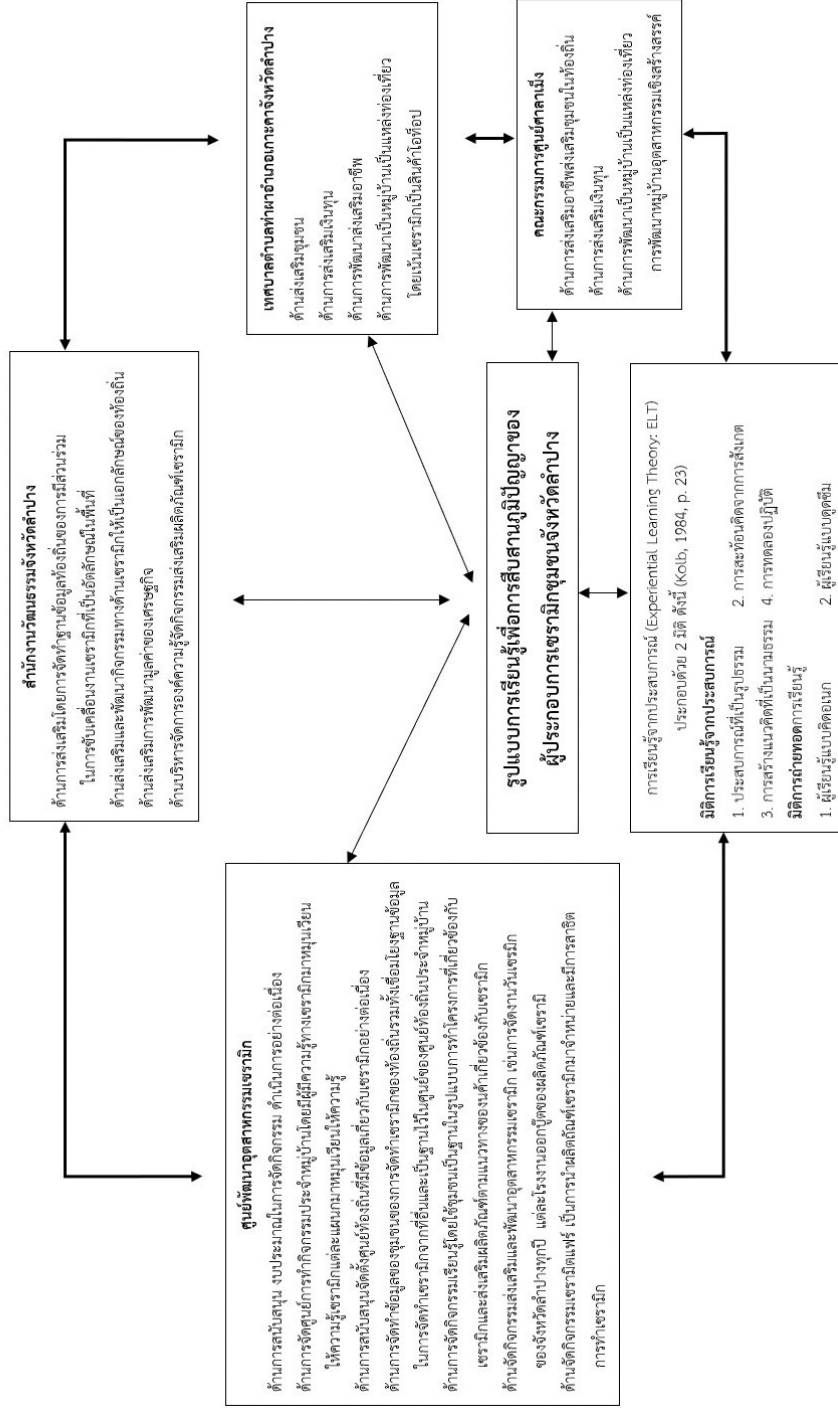 สำนักงานวัฒนธรรมจังหวัดลำปาง
ด้านการส่งเสริมโดยการจัดทำฐานข้อมูลท้องถิ่นของการมีส่วนร่วม
ในการขับเคลื่อนงานเซรามิกที่เป็นอัตลักษณ์ในพื้นที่
ด้านส่งเสริมและพัฒนากิจกรรมทางด้านเซรามิกให้เป็นเอกลักษณ์ของท้องถิ่น
ด้านส่งเสริมการพัฒนามูลค่าของเศรษฐกิจ
ด้านบริหารจัดการองค์ความรู้จัดกิจกรรมส่งเสริมผลิตภัณฑ์เซรามิก
ศูนย์พัฒนาอุตสาหกรรมเซรามิก
ด้านการสนับสนุน งบประมาณในการจัดกิจกรรม ดำเนินการอย่างต่อเนื่อง
ด้านการจัดศูนย์การทำกิจกรรมประจำหมู่บ้านโดยมีผู้มีความรู้ทางเซรามิกมาหมุนเวียน
ให้ความรู้เซรามิกแต่ละแผนกมาหมุนเวียนให้ความรู้
ด้านการสนับสนุนจัดตั้งศูนย์ท้องถิ่นที่มีข้อมูลเกี่ยวกับเซรามิกอย่างต่อเนื่อง
ด้านการจัดทำข้อมูลของชุมชนของการจัดทำเซรามิกของท้องถิ่นรวมทั้งเชื่อมโยงฐานข้อมูล
ในการจัดทำเซรามิกจากที่อื่นและเป็นฐานไว้ในศูนย์ของศูนย์ท้องถิ่นประจำหมู่บ้าน
ด้านการจัดกิจกรรมเรียนรู้โดยใช้ชุมชนเป็นฐานในรูปแบบการทำโครงการที่เกี่ยวข้องกับ
เซรามิกและส่งเสริมผลิตภัณฑ์ตามแนวทางของนค้าเกี่ยวข้องกับเซรามิก
ด้านจัดกิจกรรมส่งเสริมและพัฒนาอุตสาหกรรมเซรามิก เช่นการจัดงานวันเซรมิก
ของจังหวัดลำปางทุกปี แต่ละโรงงานออกบู๊ตของผลิตภัณฑ์เซรามิ
ด้านจัดกิจกรรมเซรามิตแฟร์ เป็นการนำผลิตภัณฑ์เซรามิกมาจำหน่ายและมีการสาธิต
การทำเซรามิก
รูปแบบการเรียนรู้เพื่อการสืบสานภูมิปัญญาของ
ผู้ประกอบการเซรามิกชุมชนจังหวัดลำปาง
เทศบาลตำบลท่าผาอำเภอเกาะคาจังหวัดลำปาง
ด้านส่งเสริมชุมชน
ด้านการส่งเสริมเงินทุน
ด้านการพัฒนาส่งเสริมอาชีพ
ด้านการพัฒนาเป็นหมู่บ้านเป็นแหล่งท่องเที่ยว
โดยเน้นเซรามิกเป็นสินค้าโอท็อป
คณะกรรมการศูนย์ศาลาเม็ง
ด้านการส่งเสริมอาชีพส่งเสริมชุมชนในท้องถิ่น
ด้านการส่งเสริมเงินทุน
ด้านการพัฒนาเป็นหมู่บ้านเป็นแหล่งท่องเที่ยว
การพัฒนาหมู่บ้านอุตสาหกรรมเชิงสร้างสรรค์
การเรียนรู้จากประสบการณ์ (Experiential Learning Theory: ELT)
ประกอบด้วย 2 มิติ ดังนี้ (Kolb, 1984, p. 23)
มิติการเรียนรู้จากประสบการณ์
1. ประสบการณ์ที่เป็นรูปธรรม 2. การสะท้อนคิดจากการสังเกต
3. การสร้างแนวคิดที่เป็นนามธรรม 4. การทดลองปฏิบัติ
มิติการถ่ายทอดการเรียนรู้
1. ผู้เรียนรู้แบบคิดอเนก 2. ผู้เรียนรู้แบบดูดซึม